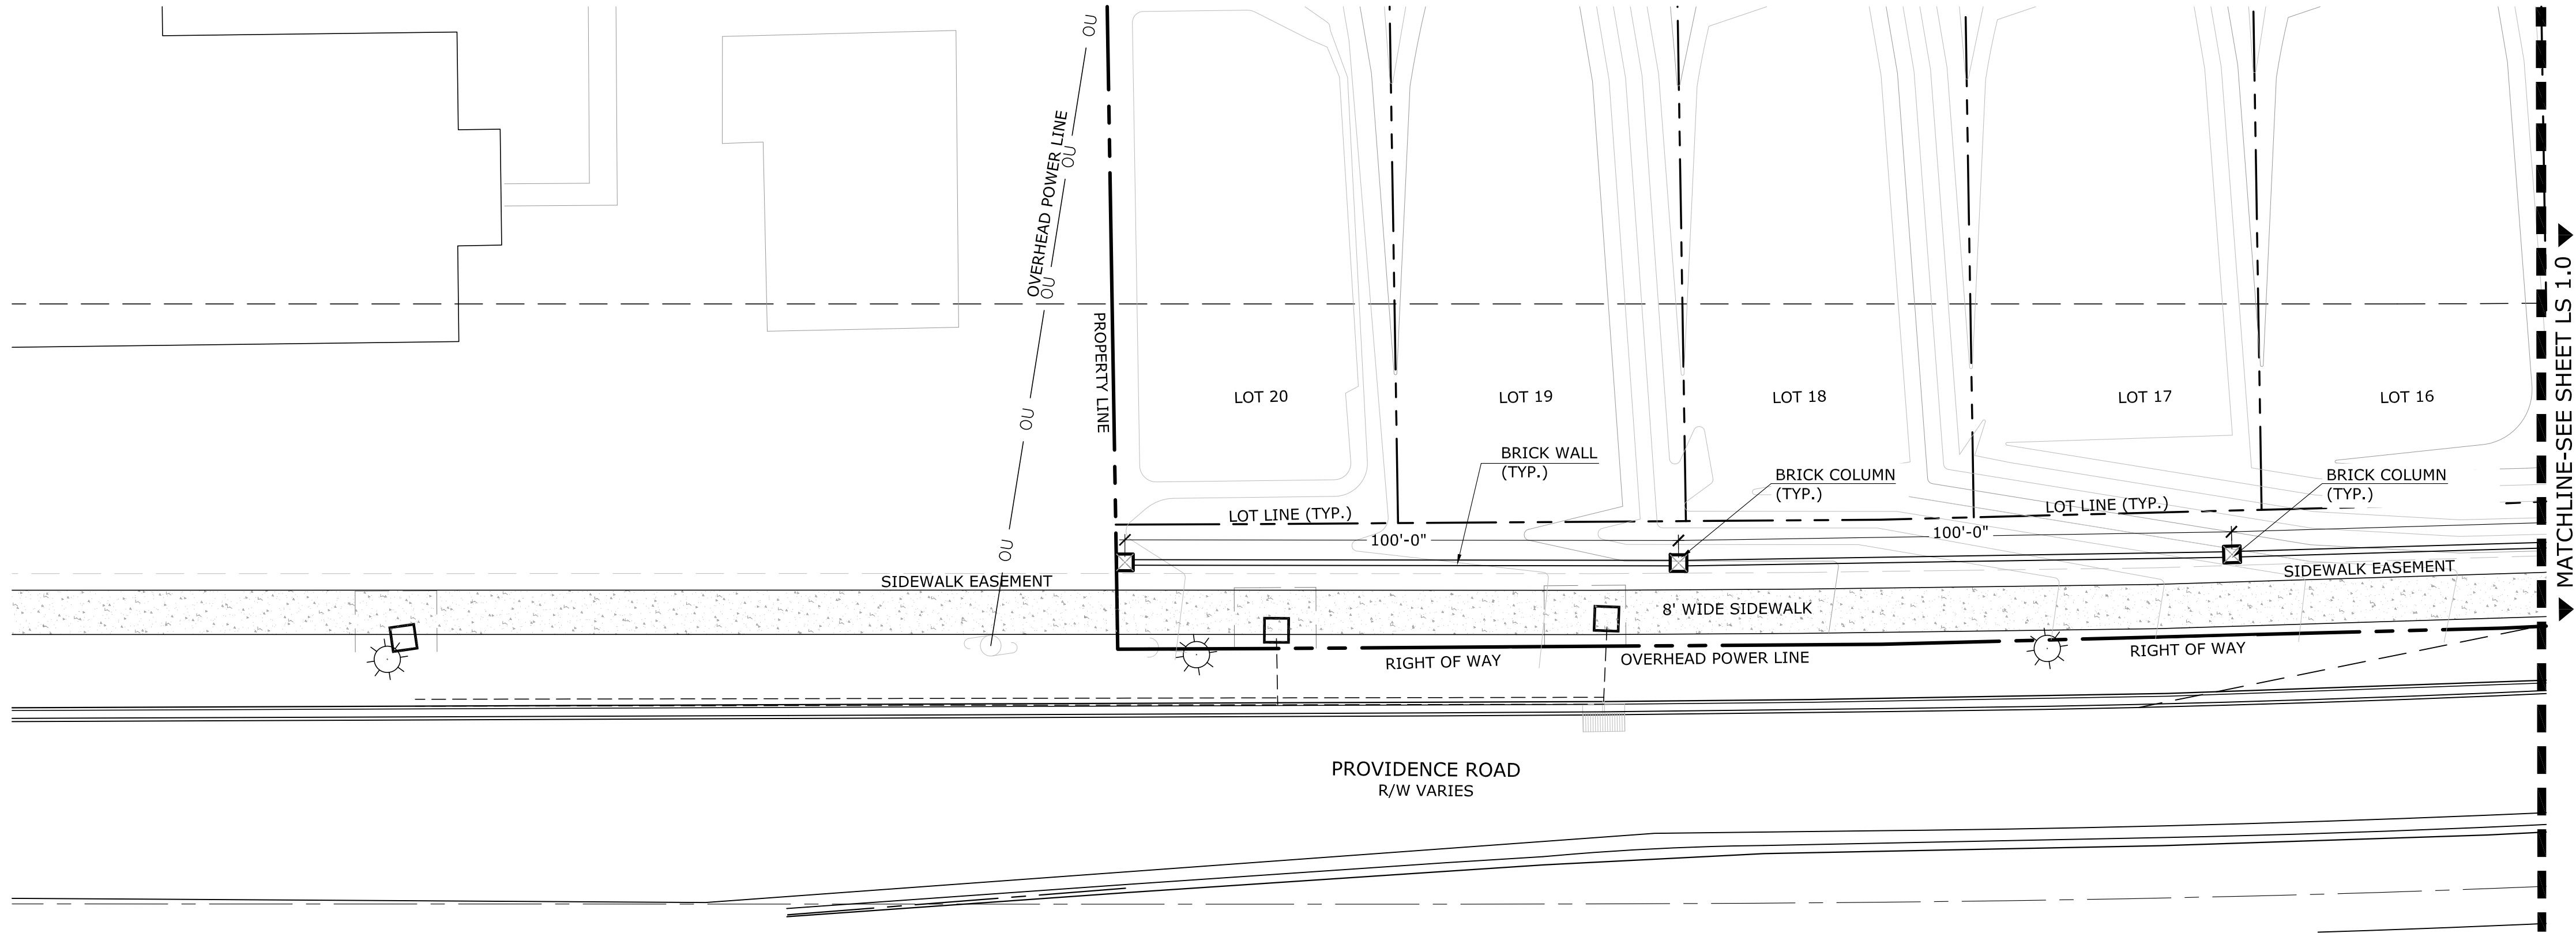 OU
OVERHEAD POWER LINE
OU
OU
OU
OU
PROPERTY LINE
LOT 20
LOT 19
LOT 18
LOT 17
LOT 16
BRICK WALL
(TYP.)
BRICK COLUMN
(TYP.)
BRICK COLUMN
(TYP.)
LOT LINE (TYP.)
LOT LINE (TYP.)
100'-0"
100'-0"
SIDEWALK EASEMENT
SIDEWALK EASEMENT
8' WIDE SIDEWALK
RIGHT OF WAY
OVERHEAD POWER LINE
RIGHT OF WAY
PROVIDENCE ROAD
R/W VARIES
MATCHLINE-SEE SHEET LS 1.0